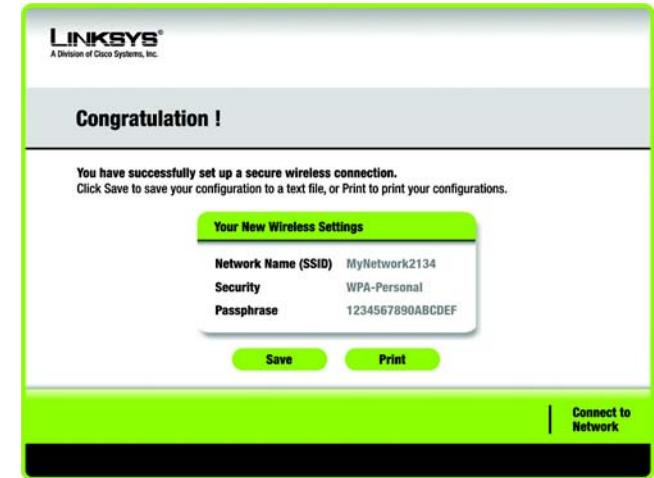 LINKSYS®
A Division of Cisco Systems, Inc.
Congratulation !
You have successfully set up a secure wireless connection.
Click Save to save your configuration to a text file, or Print to print your configurations.
Your New Wireless Settings
Network Name (SSID) MyNetwork2134
Security WPA-Personal
Passphrase 1234567890ABCDEF
Save Print
Connect to
Network